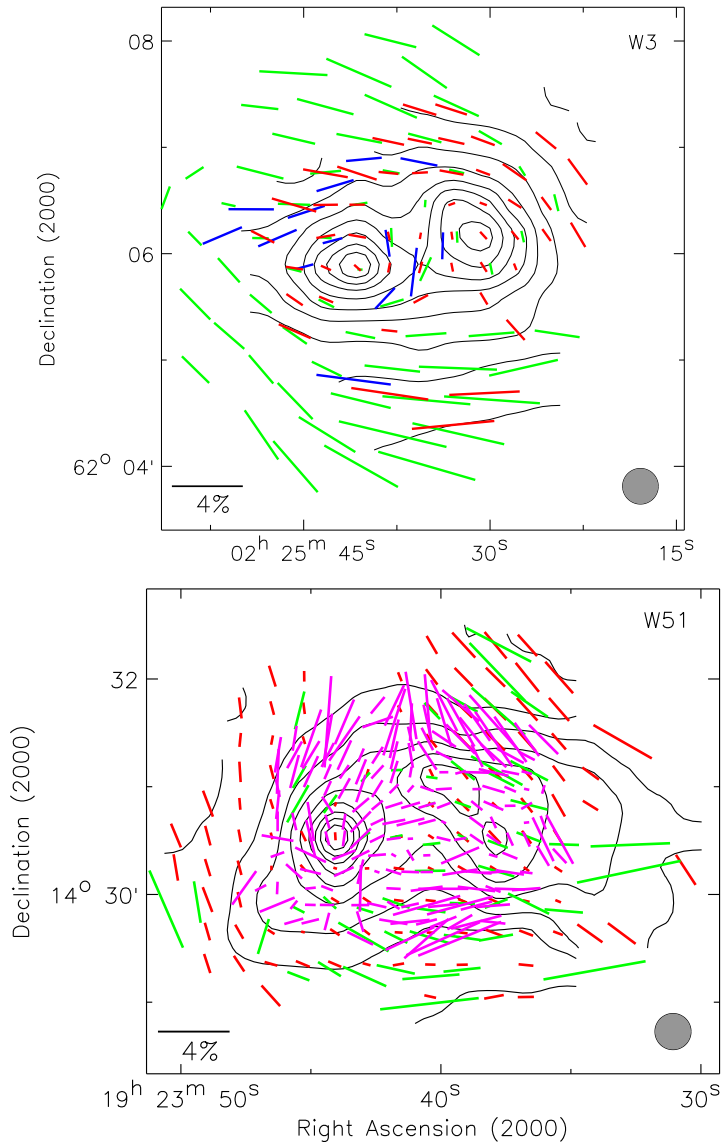 W3
08
06
62° 04'
Declination (2000)
4%
02ʰ 25ᵐ 45ˢ
30ˢ
15ˢ
W51
32
14° 30'
Declination (2000)
4%
19ʰ 23ᵐ 50ˢ
40ˢ
30ˢ
Right Ascension (2000)